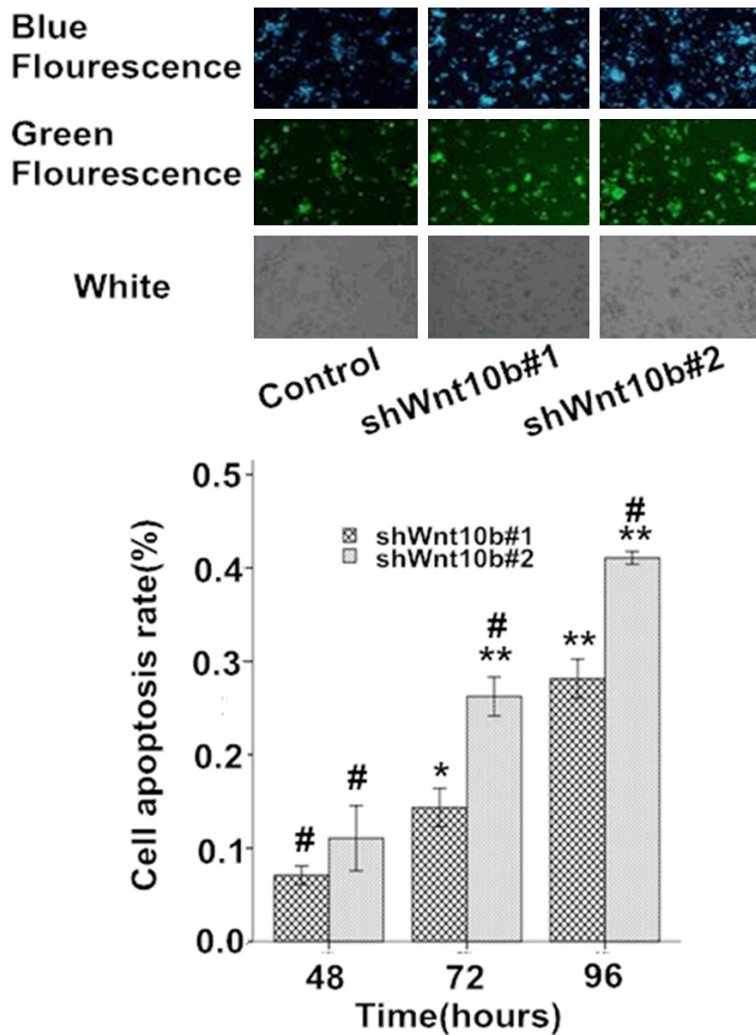 Blue
Flourescence
Green
Flourescence
White
Control
shWnt10b#1
shWnt10b#2
Cell apoptosis rate(%)
0.5
0.4
0.3
0.2
0.1
0.0
shWnt10b#1
shWnt10b#2
#
#
*
#
**
**
#
**
48
72
96
Time(hours)